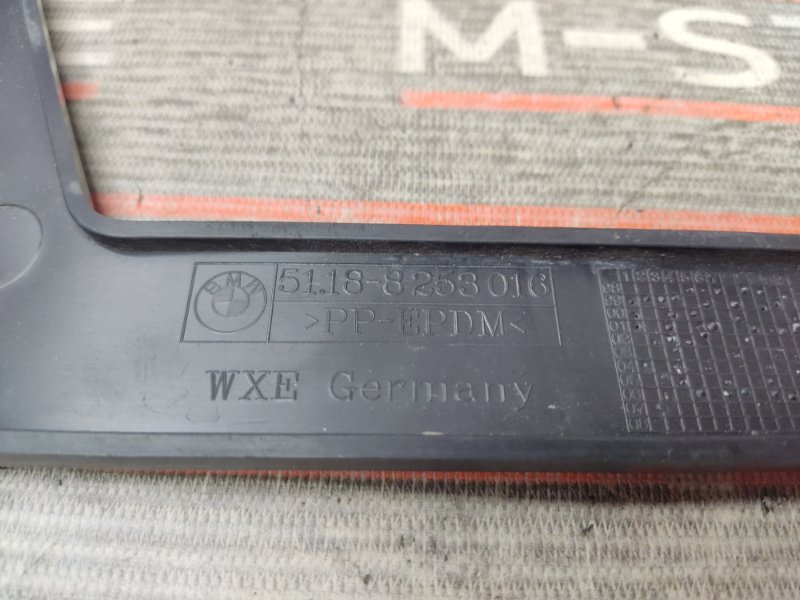 M-S
BMW
51.18-8 253 016
>PP-EPDM<
WXE Germany